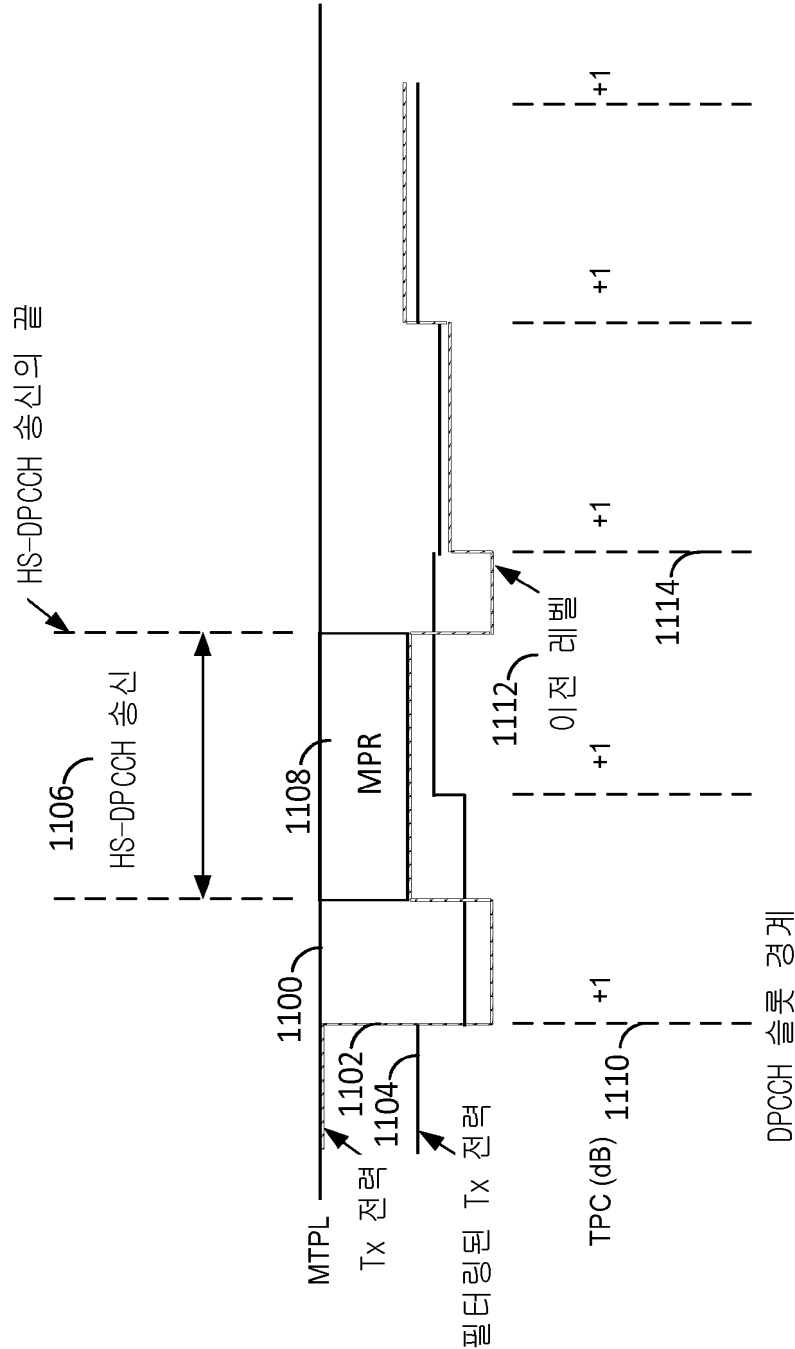 HS-DPCCH 송신의 끝
1106
HS-DPCCH 송신
MTPL
1100
1108
MPR
Tx 전력
1102
1104
필터링된 Tx 전력
1112
이전 레벨
TPC (dB)
+1
+1
+1
+1
+1
1110
1114
DPCCH 슬롯 경계